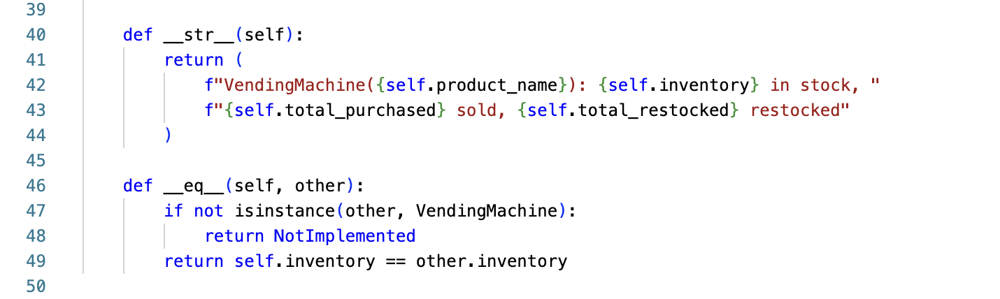 39
40 def __str__(self):
41 return (
42 f"VendingMachine({self.product_name}): {self.inventory} in stock, "
43 f"{self.total_purchased} sold, {self.total_restocked} restocked"
44 )
45
46 def __eq__(self, other):
47 if not isinstance(other, VendingMachine):
48 return NotImplemented
49 return self.inventory == other.inventory
50